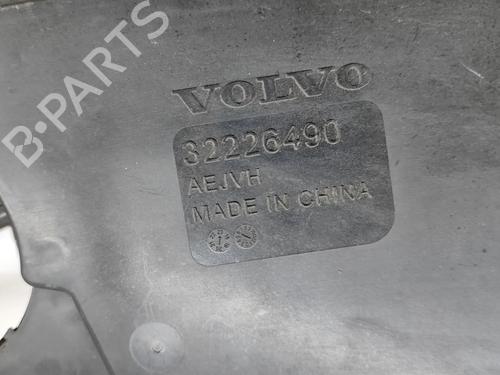 B-PARTS
VOLVO
32226490
AEJVH
MADE IN CHINA